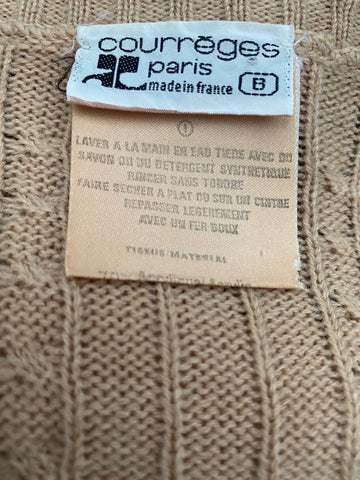 courrèges
paris
made in france
B
LAVER A LA MAIN EN EAU TIEDE AVEC DU
SAVON OU DU DETERGENT SYNTHETIQUE
RINCER SANS TORDRE
FAIRE SECHER A PLAT OU SUR UN CINTRE
REPASSER LEGEREMENT
AVEC UN FER DOUX
TISSUS MATERIAL